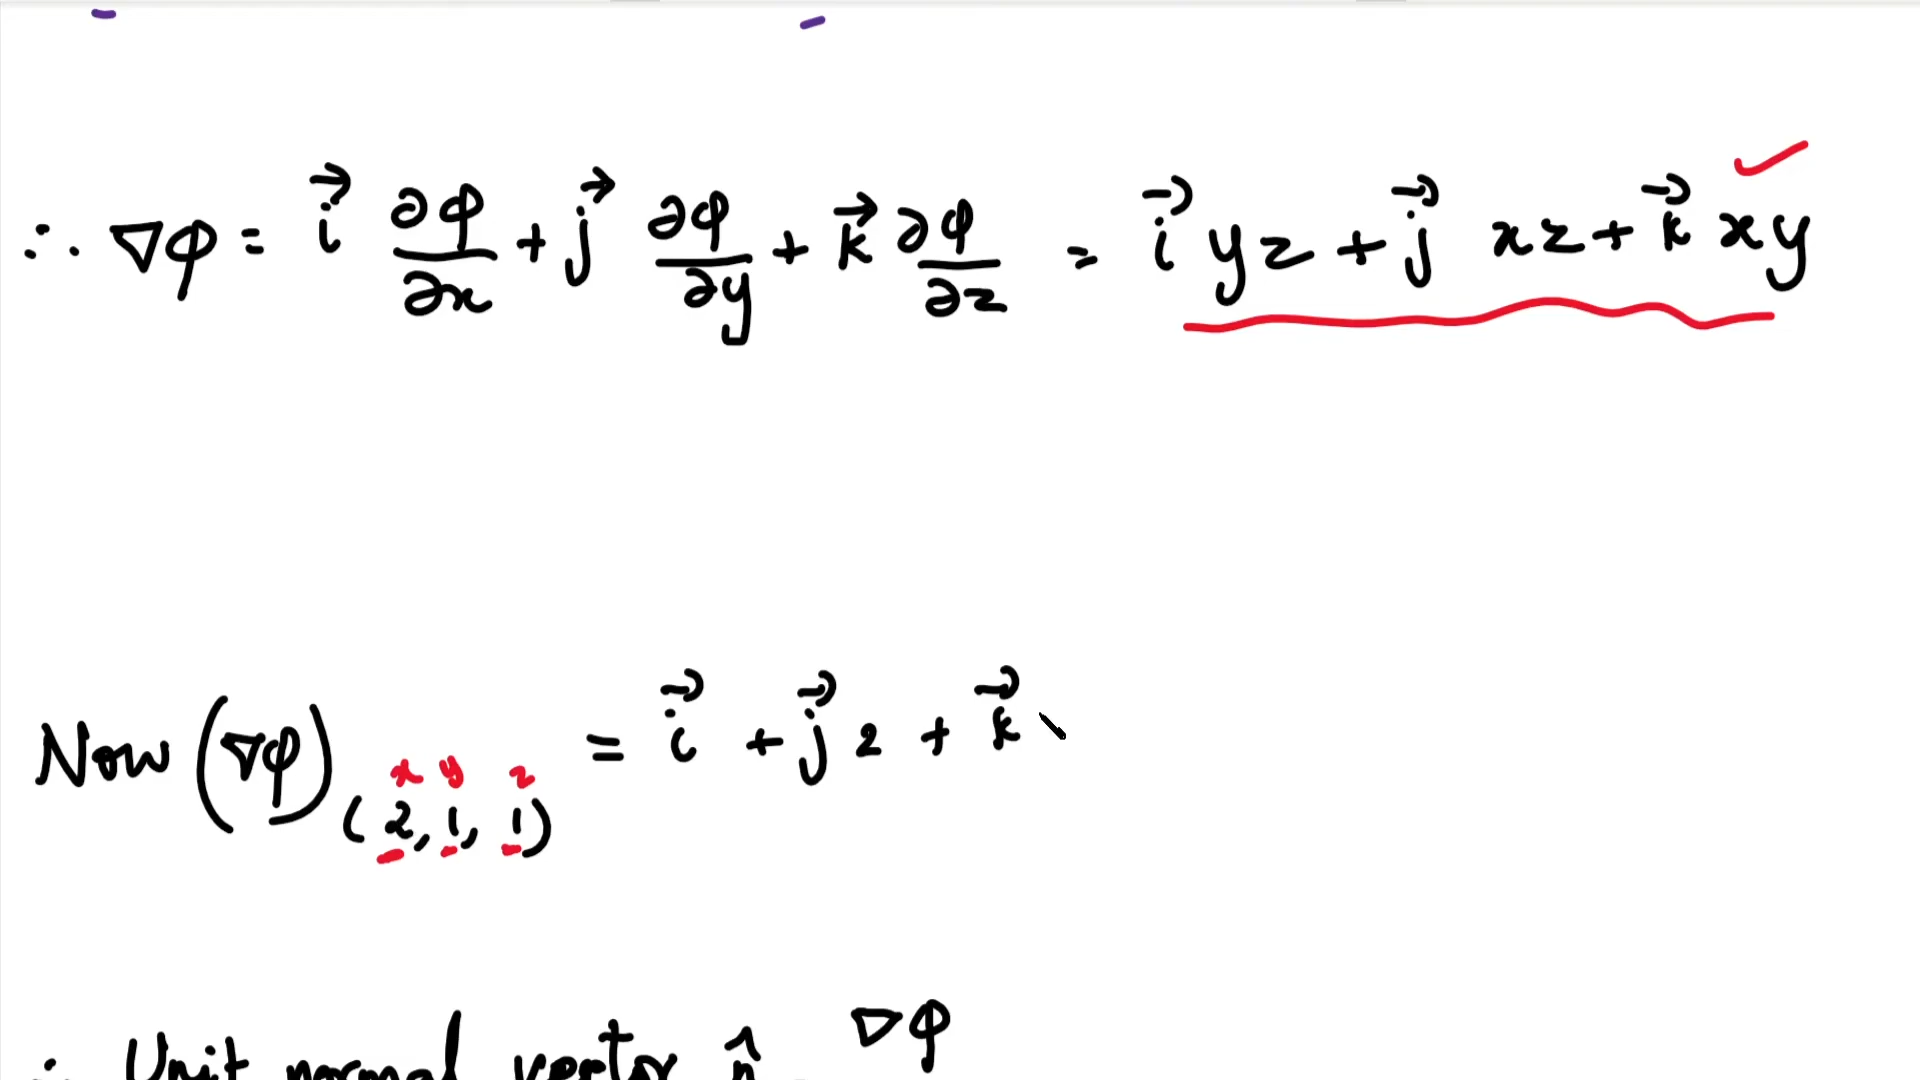 ∴ ∇φ = i⃗ ∂φ/∂x + j⃗ ∂φ/∂y + k⃗ ∂φ/∂z = i⃗ yz + j⃗ xz + k⃗ xy
Now (∇φ)(2, 1, 1) = i⃗ + j⃗ 2 + k⃗
x y z
∴ Unit normal vector n̂ = ∇φ